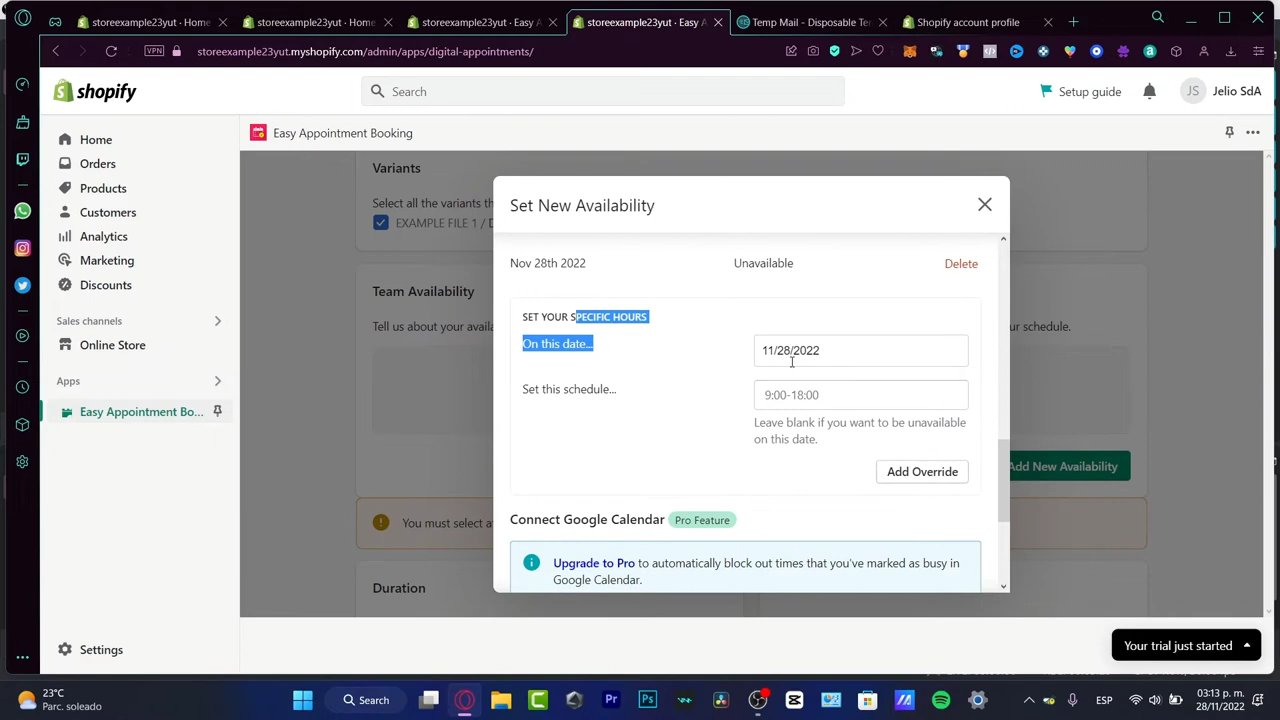 storeexample23yut · Home
storeexample23yut · Home
storeexample23yut · Easy A
storeexample23yut · Easy A
Temp Mail - Disposable Te
Shopify account profile
VPN
storeexample23yut.myshopify.com/admin/apps/digital-appointments/
shopify
Search
Setup guide
JS
Jelio SdA
Home
Orders
Products
Customers
Analytics
Marketing
Discounts
Sales channels
Online Store
Apps
Easy Appointment Bo...
Settings
Easy Appointment Booking
Variants
Select all the variants th
EXAMPLE FILE 1 / D
Team Availability
Tell us about your availa
r schedule.
Add New Availability
You must select a
Duration
Set New Availability
Nov 28th 2022
Unavailable
Delete
SET YOUR SPECIFIC HOURS
On this date...
11/28/2022
Set this schedule...
9:00-18:00
Leave blank if you want to be unavailable
on this date.
Add Override
Connect Google Calendar
Pro Feature
Upgrade to Pro to automatically block out times that you've marked as busy in
Google Calendar.
Your trial just started
23°C
Parc. soleado
Search
Pr
Ps
ESP
03:13 p. m.
28/11/2022